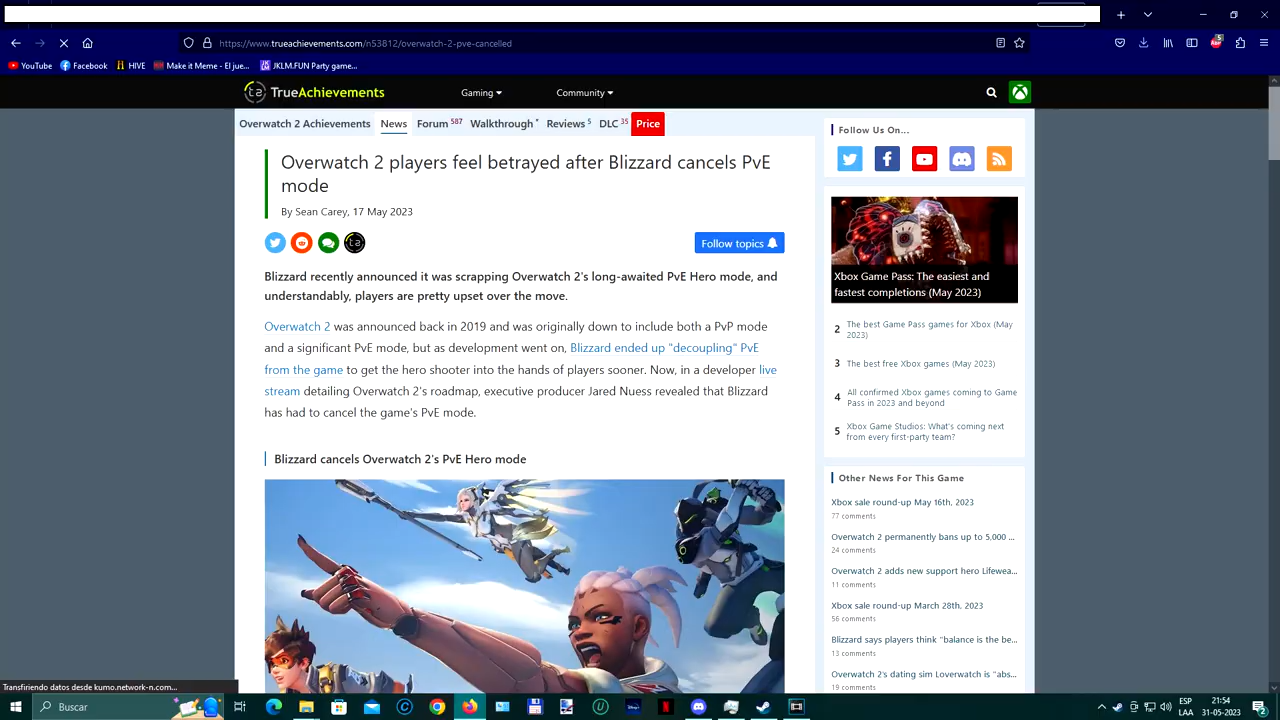 https://www.trueachievements.com/n53812/overwatch-2-pve-cancelled
YouTube
Facebook
HIVE
Make it Meme - El jue...
JKLM.FUN Party game...
5
TrueAchievements
Gaming
Community
Overwatch 2 Achievements
News
Forum 587
Walkthrough
Reviews 5
DLC 35
Price
Overwatch 2 players feel betrayed after Blizzard cancels PvE
mode
By Sean Carey, 17 May 2023
Follow topics
Blizzard recently announced it was scrapping Overwatch 2's long-awaited PvE Hero mode, and
understandably, players are pretty upset over the move.
Overwatch 2 was announced back in 2019 and was originally down to include both a PvP mode
and a significant PvE mode, but as development went on, Blizzard ended up "decoupling" PvE
from the game to get the hero shooter into the hands of players sooner. Now, in a developer live
stream detailing Overwatch 2's roadmap, executive producer Jared Nuess revealed that Blizzard
has had to cancel the game's PvE mode.
Blizzard cancels Overwatch 2's PvE Hero mode
Follow Us On...
Xbox Game Pass: The easiest and
fastest completions (May 2023)
2 The best Game Pass games for Xbox (May
2023)
3 The best free Xbox games (May 2023)
4 All confirmed Xbox games coming to Game
Pass in 2023 and beyond
5 Xbox Game Studios: What's coming next
from every first-party team?
Other News For This Game
Xbox sale round-up May 16th, 2023
77 comments
Overwatch 2 permanently bans up to 5,000 ...
24 comments
Overwatch 2 adds new support hero Lifewea...
11 comments
Xbox sale round-up March 28th, 2023
56 comments
Blizzard says players think "balance is the be...
13 comments
Overwatch 2's dating sim Loverwatch is "abs...
19 comments
Transfiriendo datos desde kumo.network-n.com...
Buscar
ESP
LAA
21:54
31-05-2023